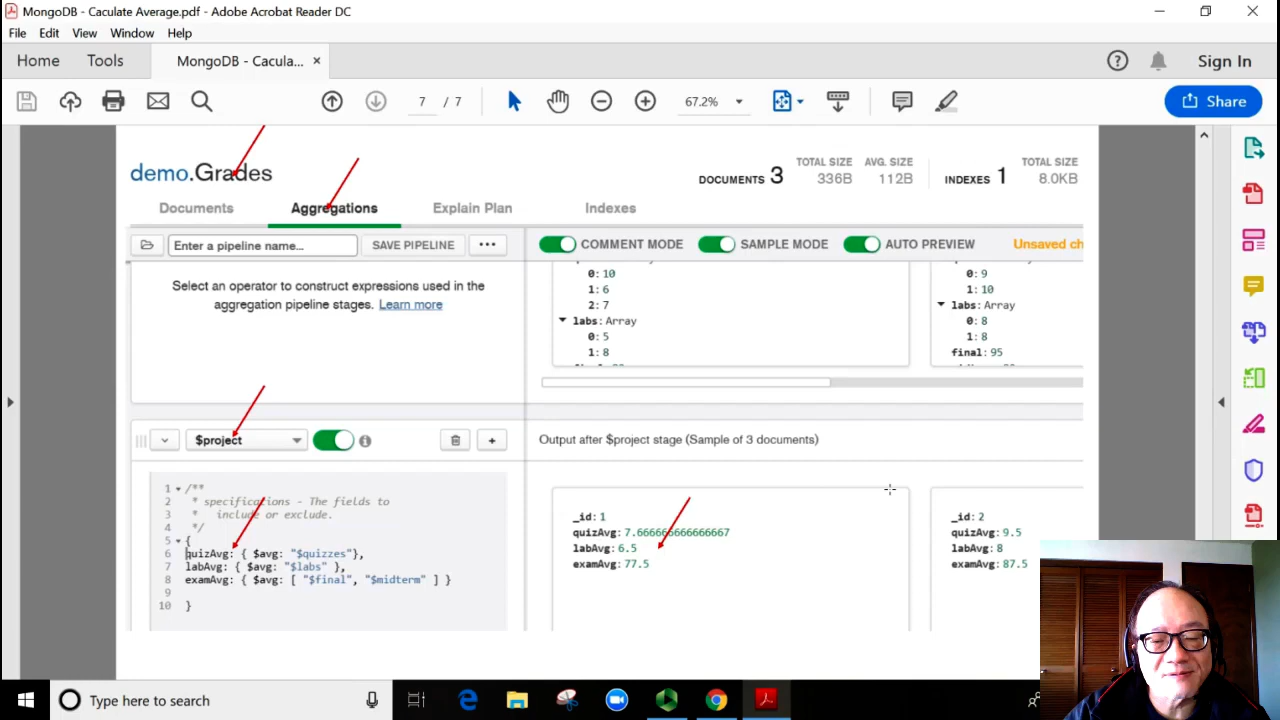 MongoDB - Caculate Average.pdf - Adobe Acrobat Reader DC
File Edit View Window Help
Home Tools MongoDB - Cacula... ×
Sign In
7 / 7
67.2%
Share
demo.Grades
DOCUMENTS 3 TOTAL SIZE 336B AVG. SIZE 112B INDEXES 1 TOTAL SIZE 8.0KB
Documents Aggregations Explain Plan Indexes
Enter a pipeline name... SAVE PIPELINE ••• COMMENT MODE SAMPLE MODE AUTO PREVIEW Unsaved ch
Select an operator to construct expressions used in the
aggregation pipeline stages. Learn more
0: 10
1: 6
2: 7
labs: Array
0: 5
1: 8
0: 9
1: 10
labs: Array
0: 8
1: 8
final: 95
$project
Output after $project stage (Sample of 3 documents)
1 /**
2 * specifications - The fields to
3 * include or exclude.
4 */
5 {
6 quizAvg: { $avg: "$quizzes"},
7 labAvg: { $avg: "$labs" },
8 examAvg: { $avg: [ "$final", "$midterm" ] }
9
10 }
_id: 1
quizAvg: 7.666666666666667
labAvg: 6.5
examAvg: 77.5
_id: 2
quizAvg: 9.5
labAvg: 8
examAvg: 87.5
Type here to search